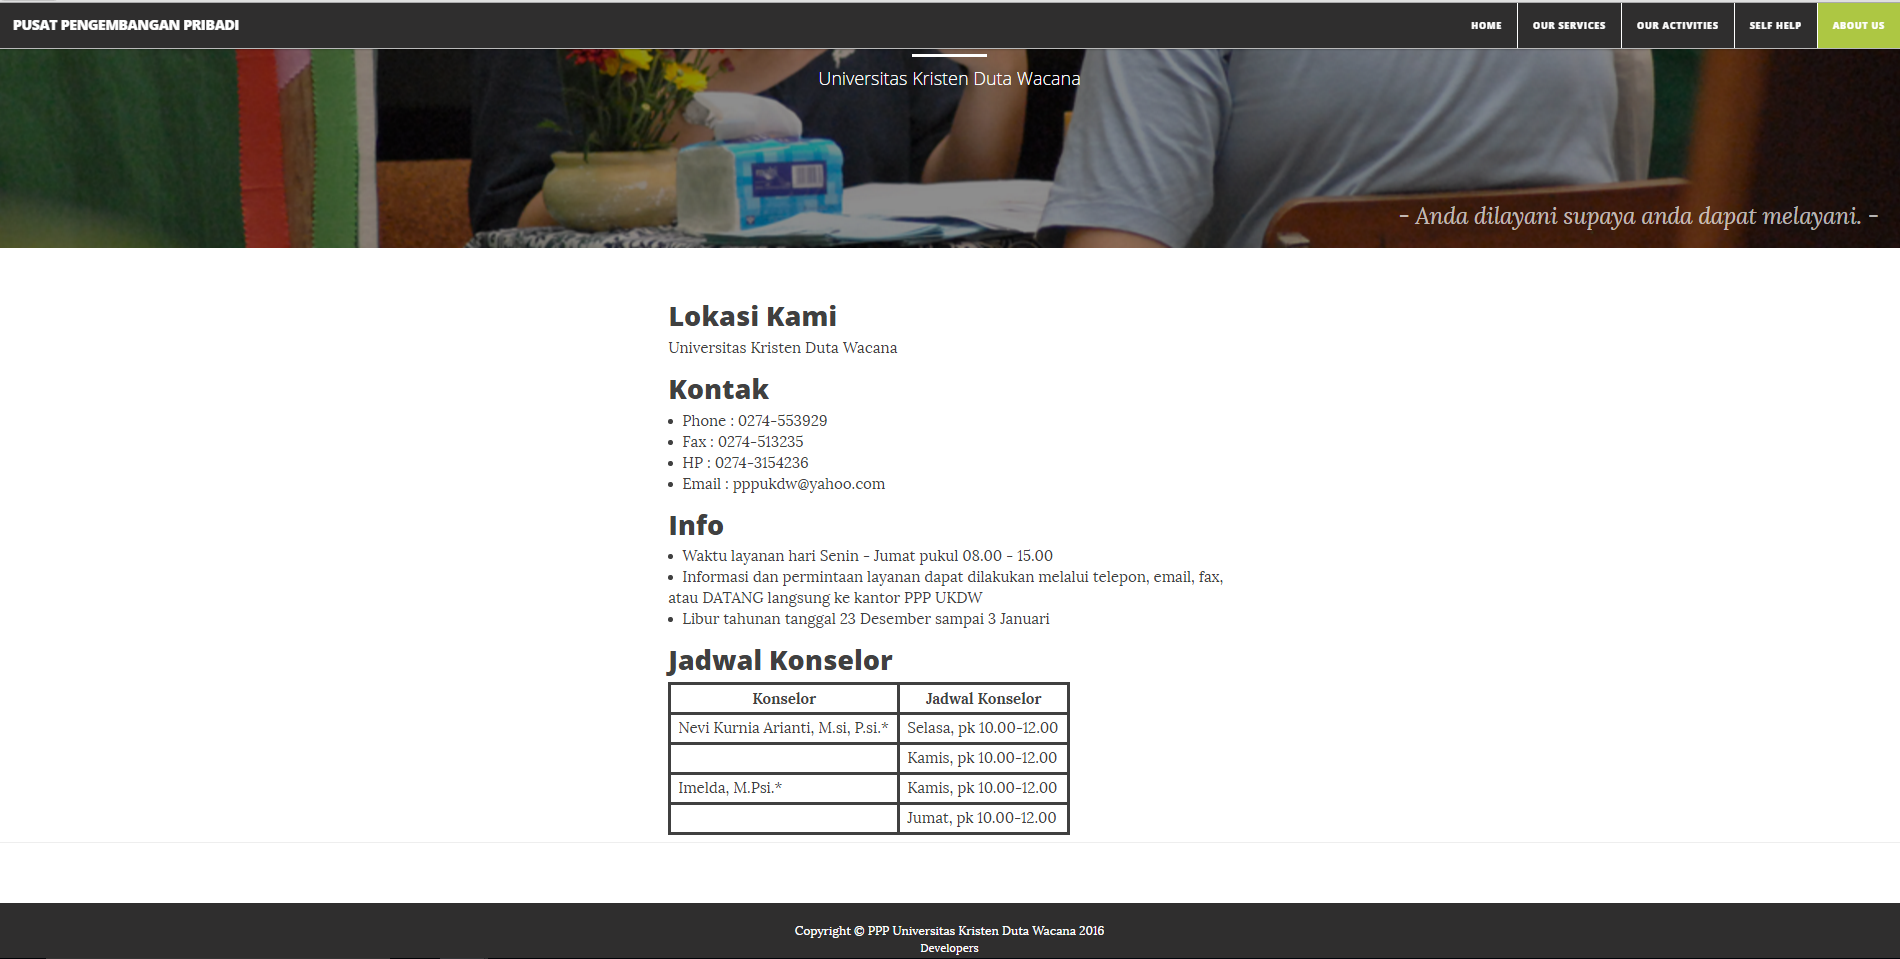 PUSAT PENGEMBANGAN PRIBADI
HOME
OUR SERVICES
OUR ACTIVITIES
SELF HELP
ABOUT US
Universitas Kristen Duta Wacana
- Anda dilayani supaya anda dapat melayani. -
Lokasi Kami
Universitas Kristen Duta Wacana
Kontak
• Phone : 0274-553929
• Fax : 0274-513235
• HP : 0274-3154236
• Email : pppukdw@yahoo.com
Info
• Waktu layanan hari Senin - Jumat pukul 08.00 - 15.00
• Informasi dan permintaan layanan dapat dilakukan melalui telepon, email, fax,
atau DATANG langsung ke kantor PPP UKDW
• Libur tahunan tanggal 23 Desember sampai 3 Januari
Jadwal Konselor
Konselor Jadwal Konselor
Nevi Kurnia Arianti, M.si, P.si.* Selasa, pk 10.00-12.00
Kamis, pk 10.00-12.00
Imelda, M.Psi.* Kamis, pk 10.00-12.00
Jumat, pk 10.00-12.00
Copyright © PPP Universitas Kristen Duta Wacana 2016
Developers